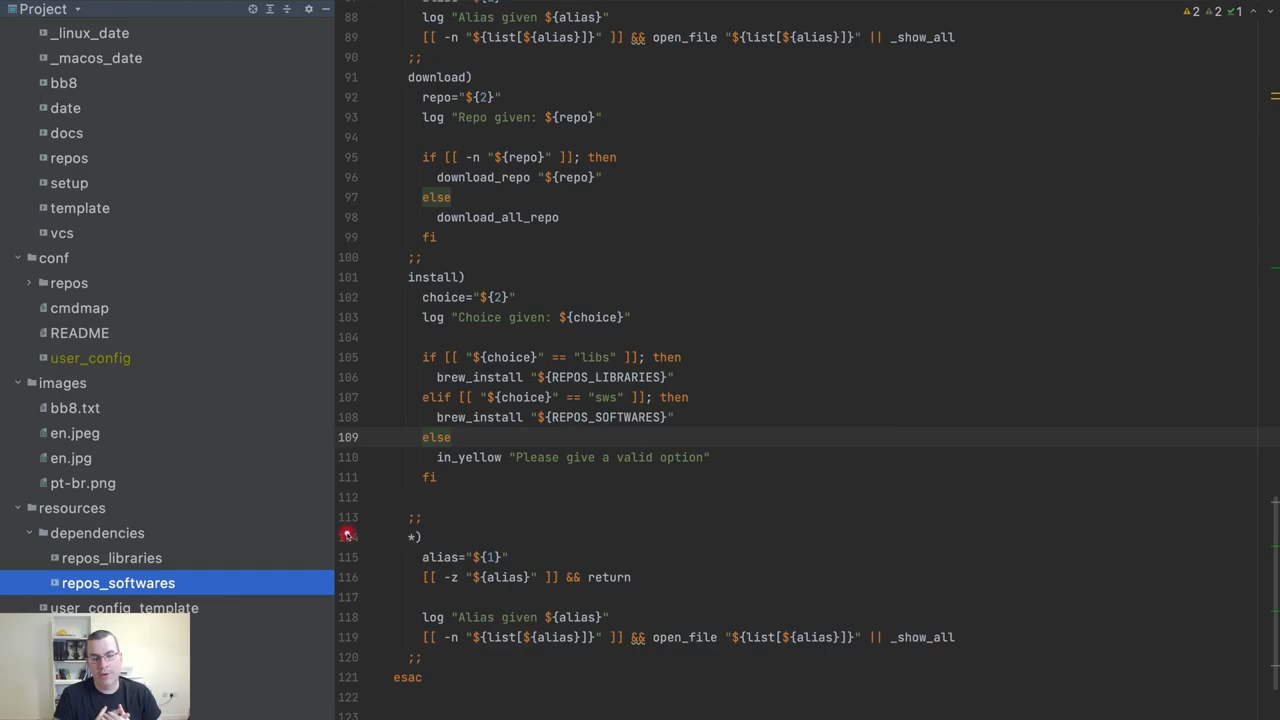 Project
_linux_date
_macos_date
bb8
date
docs
repos
setup
template
vcs
conf
repos
cmdmap
README
user_config
images
bb8.txt
en.jpeg
en.jpg
pt-br.png
resources
dependencies
repos_libraries
repos_softwares
user_config_template
2 2 1
88 log "Alias given ${alias}"
89 [[ -n "${list[${alias}]}" ]] && open_file "${list[${alias}]}" || _show_all
90 ;;
91 download)
92 repo="${2}"
93 log "Repo given: ${repo}"
94
95 if [[ -n "${repo}" ]]; then
96 download_repo "${repo}"
97 else
98 download_all_repo
99 fi
100 ;;
101 install)
102 choice="${2}"
103 log "Choice given: ${choice}"
104
105 if [[ "${choice}" == "libs" ]]; then
106 brew_install "${REPOS_LIBRARIES}"
107 elif [[ "${choice}" == "sws" ]]; then
108 brew_install "${REPOS_SOFTWARES}"
109 else
110 in_yellow "Please give a valid option"
111 fi
112
113 ;;
*)
115 alias="${1}"
116 [[ -z "${alias}" ]] && return
117
118 log "Alias given ${alias}"
119 [[ -n "${list[${alias}]}" ]] && open_file "${list[${alias}]}" || _show_all
120 ;;
121 esac
122
123